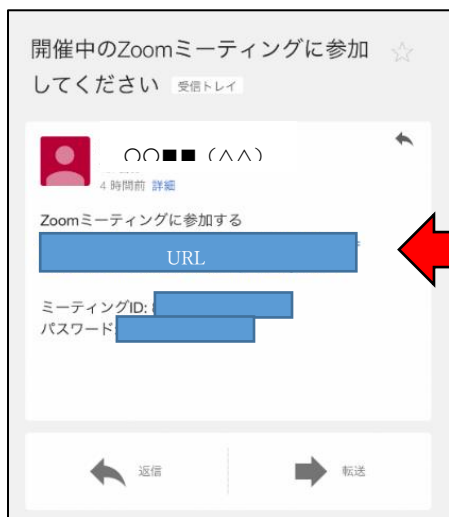 開催中のZoomミーティングに参加
してください 受信トレイ
〇〇■■（^^）
4 時間前 詳細
Zoomミーティングに参加する
URL
ミーティングID:
パスワード:
返信
転送